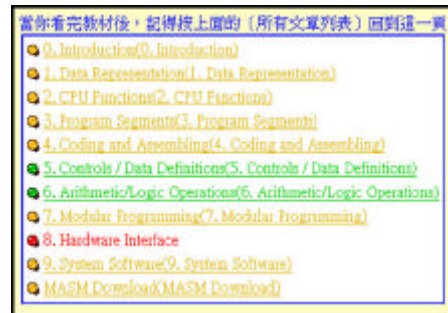 當你看完教材後，記得按上面的〔所有文章列表〕回到這一頁
0. Introduction(0. Introduction)
1. Data Representation(1. Data Representation)
2. CPU Functions(2. CPU Functions)
3. Program Segments(3. Program Segments)
4. Coding and Assembling(4. Coding and Assembling)
5. Controls / Data Definitions(5. Controls / Data Definitions)
6. Arithmetic/Logic Operations(6. Arithmetic/Logic Operations)
7. Modular Programming(7. Modular Programming)
8. Hardware Interface
9. System Software(9. System Software)
MASM Download(MASM Download)